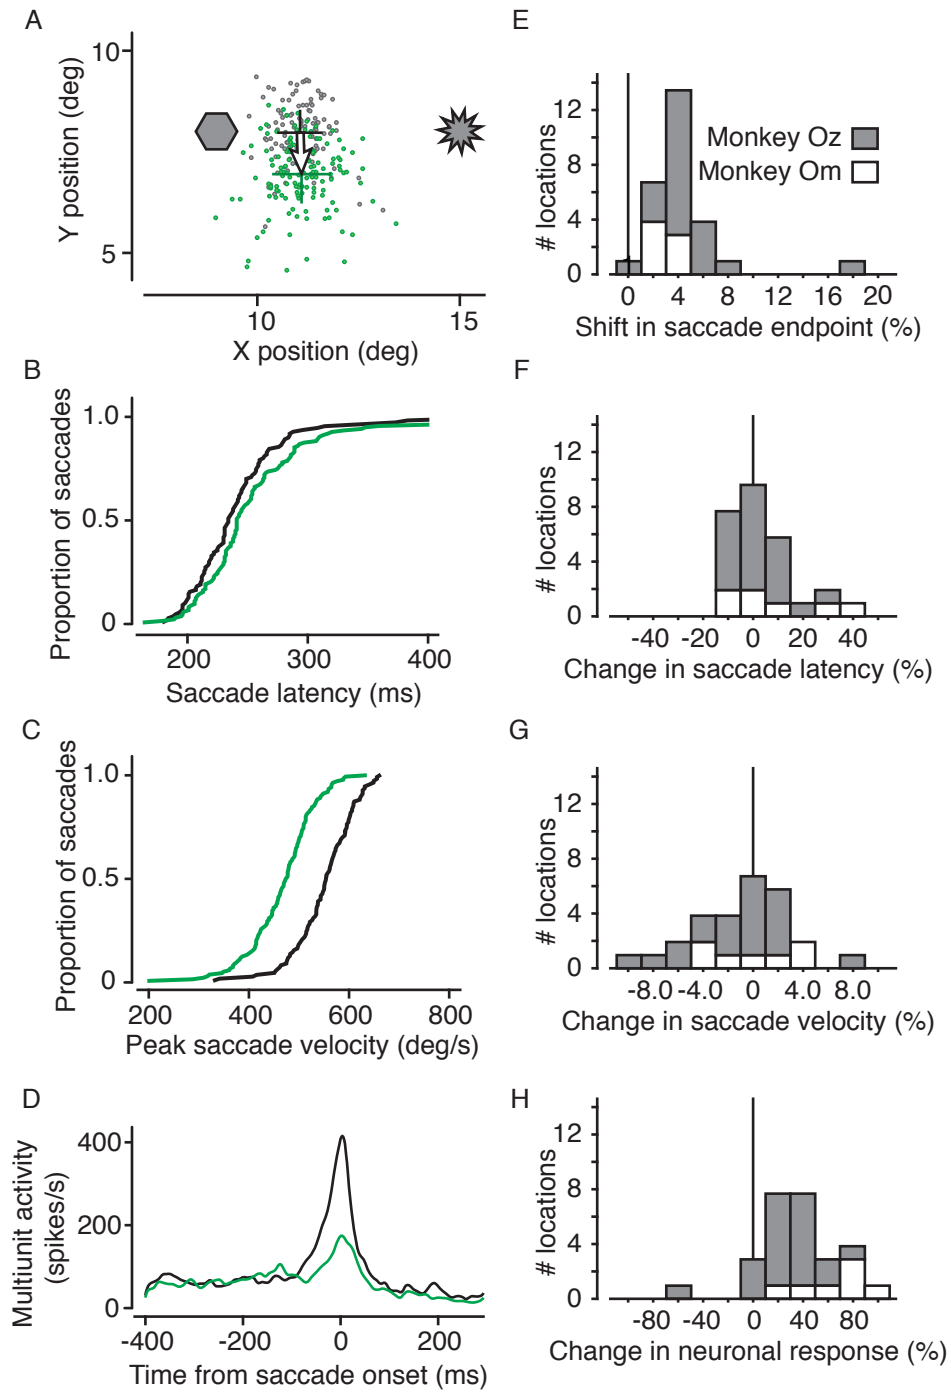 A
10
5
Y position (deg)
10 15
X position (deg)
B
1.0
0.5
0
Proportion of saccades
200 300 400
Saccade latency (ms)
C
1.0
0.5
0
Proportion of saccades
200 400 600 800
Peak saccade velocity (deg/s)
D
400
200
0
Multiunit activity
(spikes/s)
-400 -200 0 200
Time from saccade onset (ms)
E
12
8
4
0
# locations
Monkey Oz
Monkey Om
0 4 8 12 16 20
Shift in saccade endpoint (%)
F
12
8
4
0
# locations
-40 -20 0 20 40
Change in saccade latency (%)
G
12
8
4
0
# locations
-8.0 -4.0 0 4.0 8.0
Change in saccade velocity (%)
H
12
8
4
0
# locations
-80 -40 0 40 80
Change in neuronal response (%)